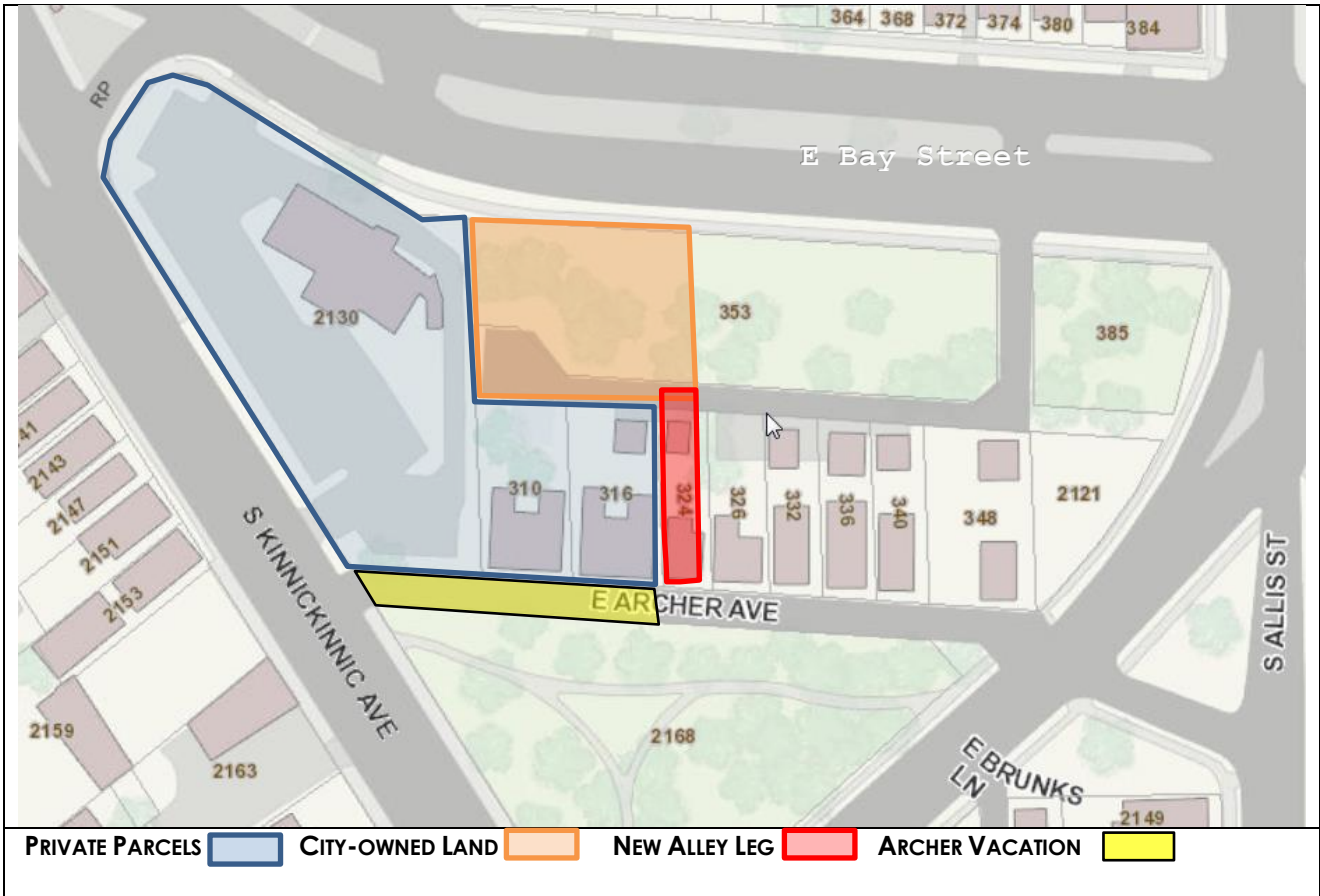 364 368 372 374 380 384
RP
E Bay Street
2130
353
385
41
2143
2147
2151
2153
310
316
324
326
332
336
340
348
2121
S KINNICKINNIC AVE
E ARCHER AVE
S ALLIS ST
2159
2163
2168
E BRUNKS
LN
2149
PRIVATE PARCELS CITY-OWNED LAND NEW ALLEY LEG ARCHER VACATION